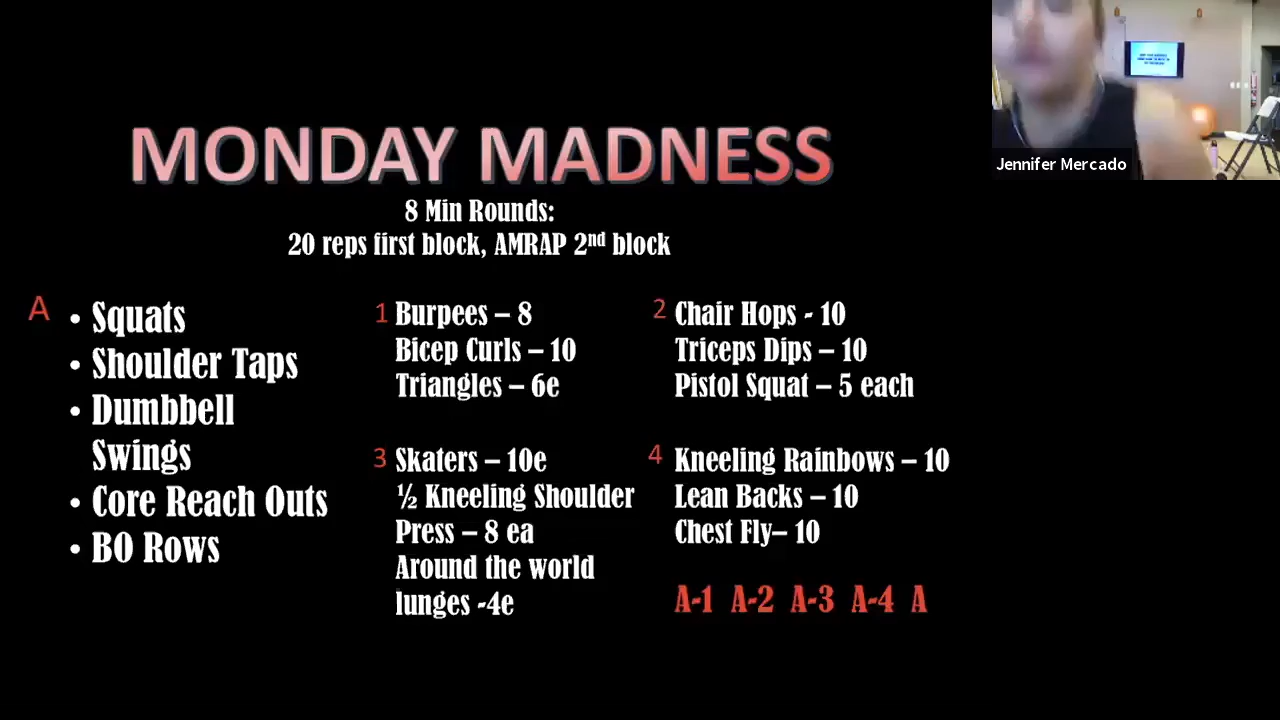 Jennifer Mercado
MONDAY MADNESS
8 Min Rounds:
20 reps first block, AMRAP 2nd block
A
• Squats
• Shoulder Taps
• Dumbbell
Swings
• Core Reach Outs
• BO Rows
1 Burpees – 8
Bicep Curls – 10
Triangles – 6e
2 Chair Hops - 10
Triceps Dips – 10
Pistol Squat – 5 each
3 Skaters – 10e
½ Kneeling Shoulder
Press – 8 ea
Around the world
lunges -4e
4 Kneeling Rainbows – 10
Lean Backs – 10
Chest Fly– 10
A-1 A-2 A-3 A-4 A